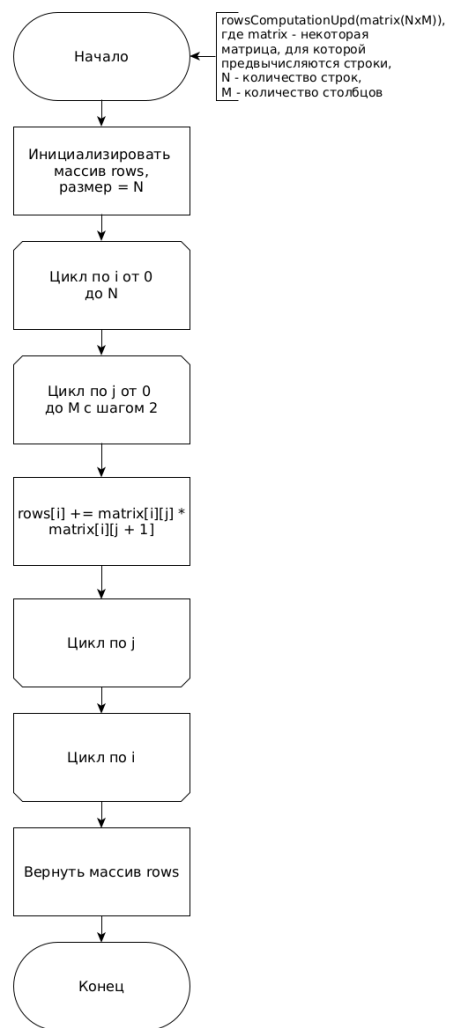 Начало
rowsComputationUpd(matrix(NxM)),
где matrix - некоторая
матрица, для которой
предвычисляются строки,
N - количество строк,
M - количество столбцов
Инициализировать
массив rows,
размер = N
Цикл по i от 0
до N
Цикл по j от 0
до M с шагом 2
rows[i] += matrix[i][j] *
matrix[i][j + 1]
Цикл по j
Цикл по i
Вернуть массив rows
Конец